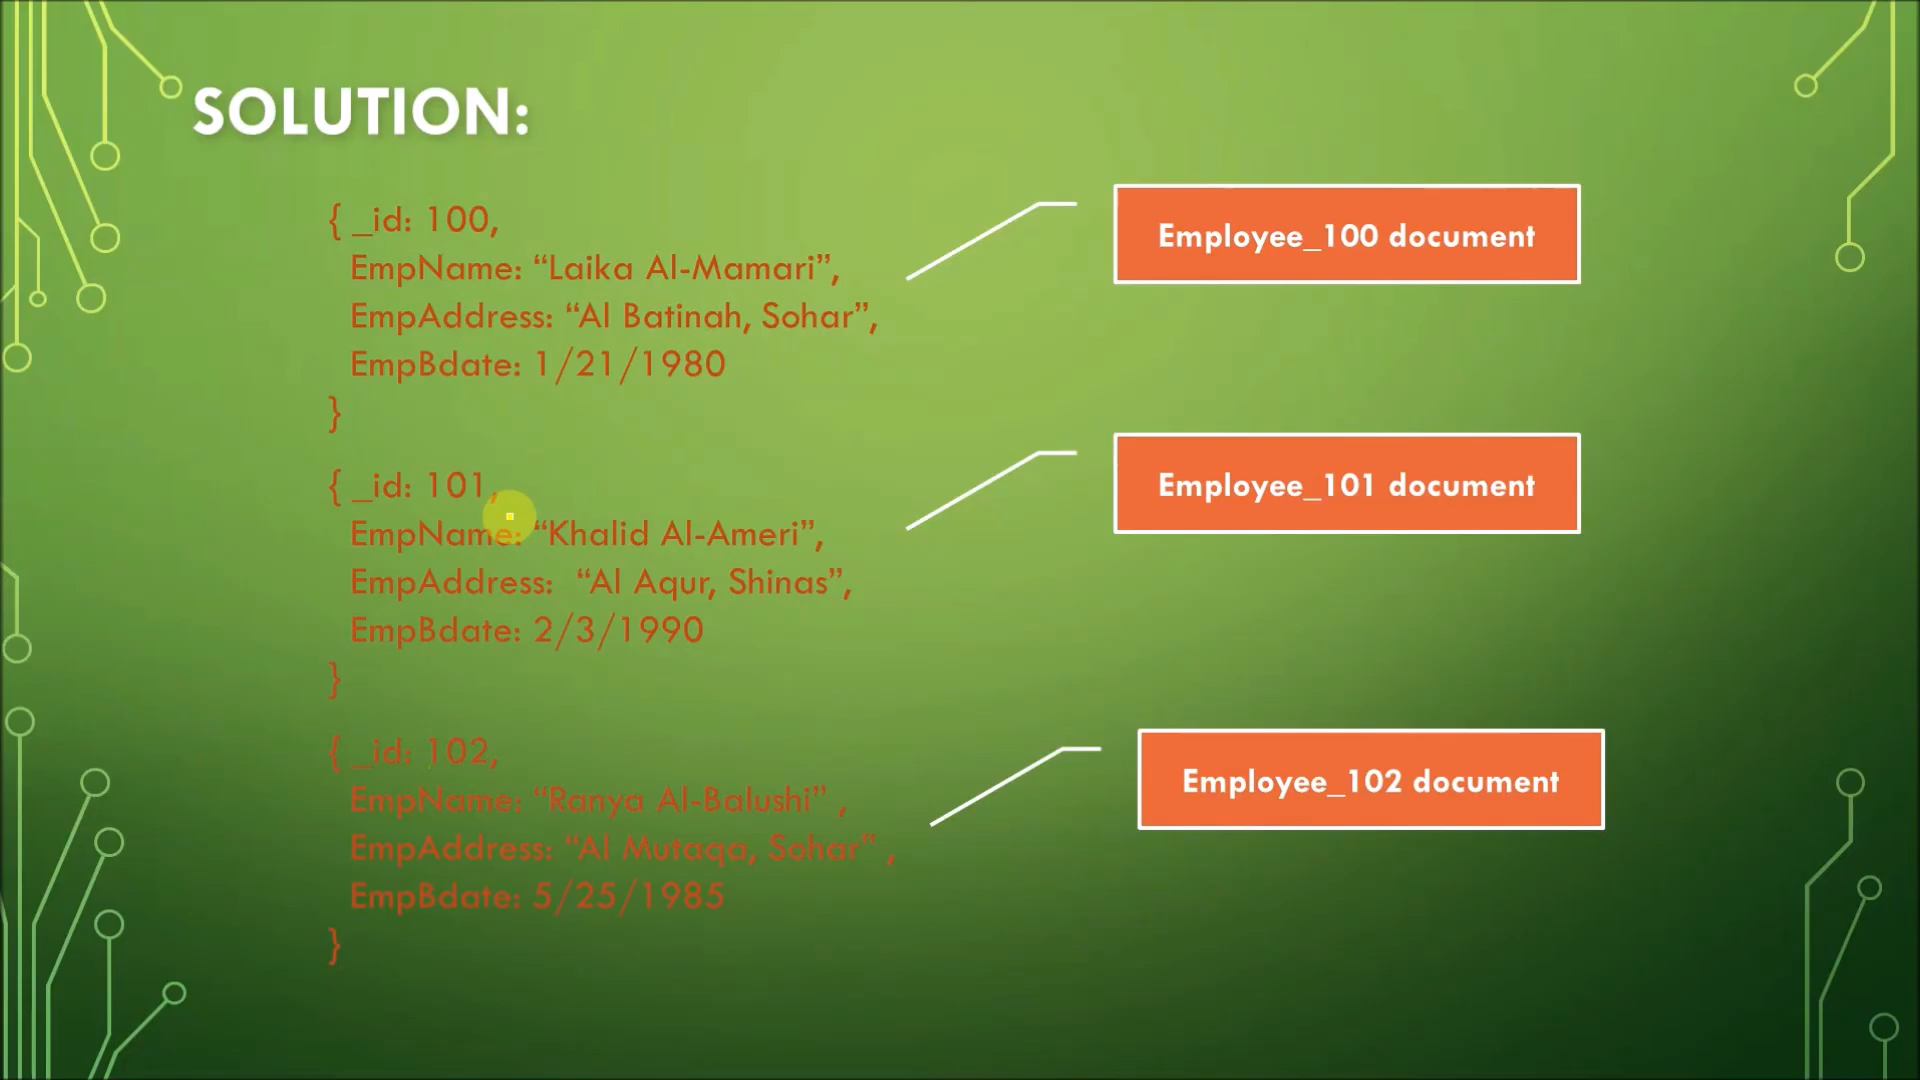 SOLUTION:
{ _id: 100,
EmpName: “Laika Al-Mamari”,
EmpAddress: “Al Batinah, Sohar”,
EmpBdate: 1/21/1980
}
Employee_100 document
{ _id: 101,
EmpName: “Khalid Al-Ameri”,
EmpAddress:  “Al Aqur, Shinas”,
EmpBdate: 2/3/1990
}
Employee_101 document
{ _id: 102,
EmpName: “Ranya Al-Balushi” ,
EmpAddress: “Al Mutaqa, Sohar” ,
EmpBdate: 5/25/1985
}
Employee_102 document